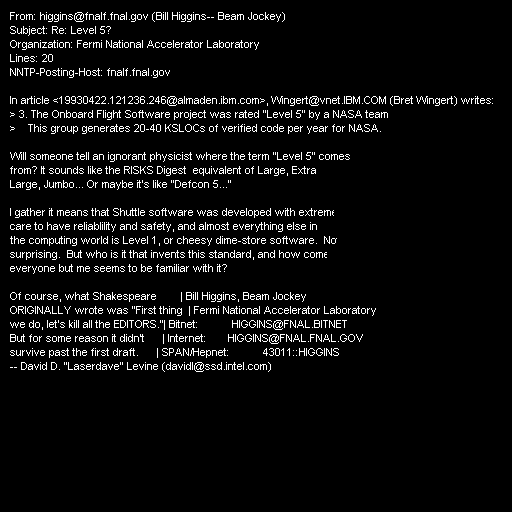 From: higgins@fnalf.fnal.gov (Bill Higgins-- Beam Jockey)
Subject: Re: Level 5?
Organization: Fermi National Accelerator Laboratory
Lines: 20
NNTP-Posting-Host: fnalf.fnal.gov

In article <19930422.121236.246@almaden.ibm.com>, Wingert@vnet.IBM.COM (Bret Wingert) writes:
> 3. The Onboard Flight Software project was rated "Level 5" by a NASA team
>    This group generates 20-40 KSLOCs of verified code per year for NASA.

Will someone tell an ignorant physicist where the term "Level 5" comes
from? It sounds like the RISKS Digest  equivalent of Large, Extra
Large, Jumbo... Or maybe it's like "Defcon 5..."

I gather it means that Shuttle software was developed with extreme
care to have reliablility and safety, and almost everything else in
the computing world is Level 1, or cheesy dime-store software.  No
surprising.  But who is it that invents this standard, and how come
everyone but me seems to be familiar with it?

Of course, what Shakespeare        | Bill Higgins, Beam Jockey
ORIGINALLY wrote was "First thing  | Fermi National Accelerator Laboratory
we do, let's kill all the EDITORS."| Bitnet:           HIGGINS@FNAL.BITNET
But for some reason it didn't      | Internet:       HIGGINS@FNAL.FNAL.GOV
survive past the first draft.      | SPAN/Hepnet:           43011::HIGGINS
-- David D. "Laserdave" Levine (davidl@ssd.intel.com)